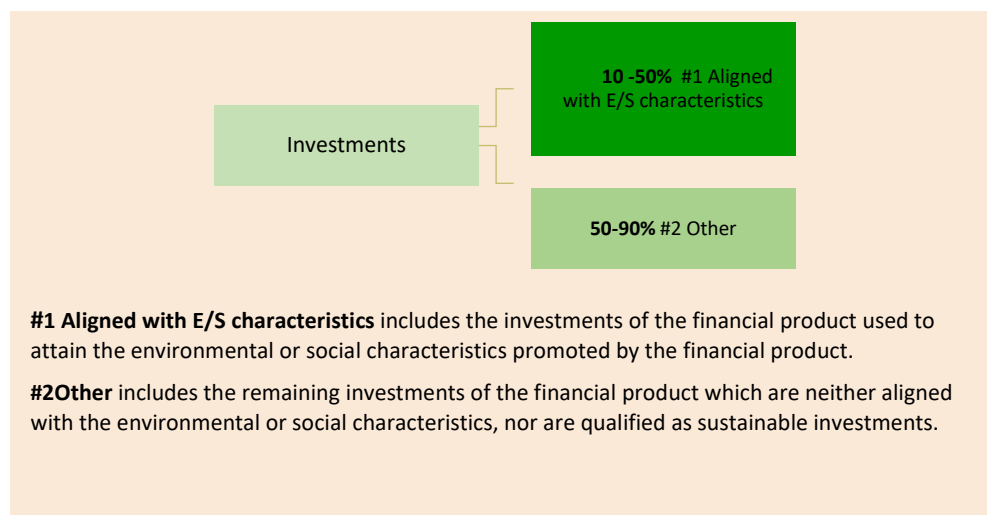 10 -50% #1 Aligned
with E/S characteristics
Investments
50-90% #2 Other
#1 Aligned with E/S characteristics includes the investments of the financial product used to
attain the environmental or social characteristics promoted by the financial product.
#2Other includes the remaining investments of the financial product which are neither aligned
with the environmental or social characteristics, nor are qualified as sustainable investments.